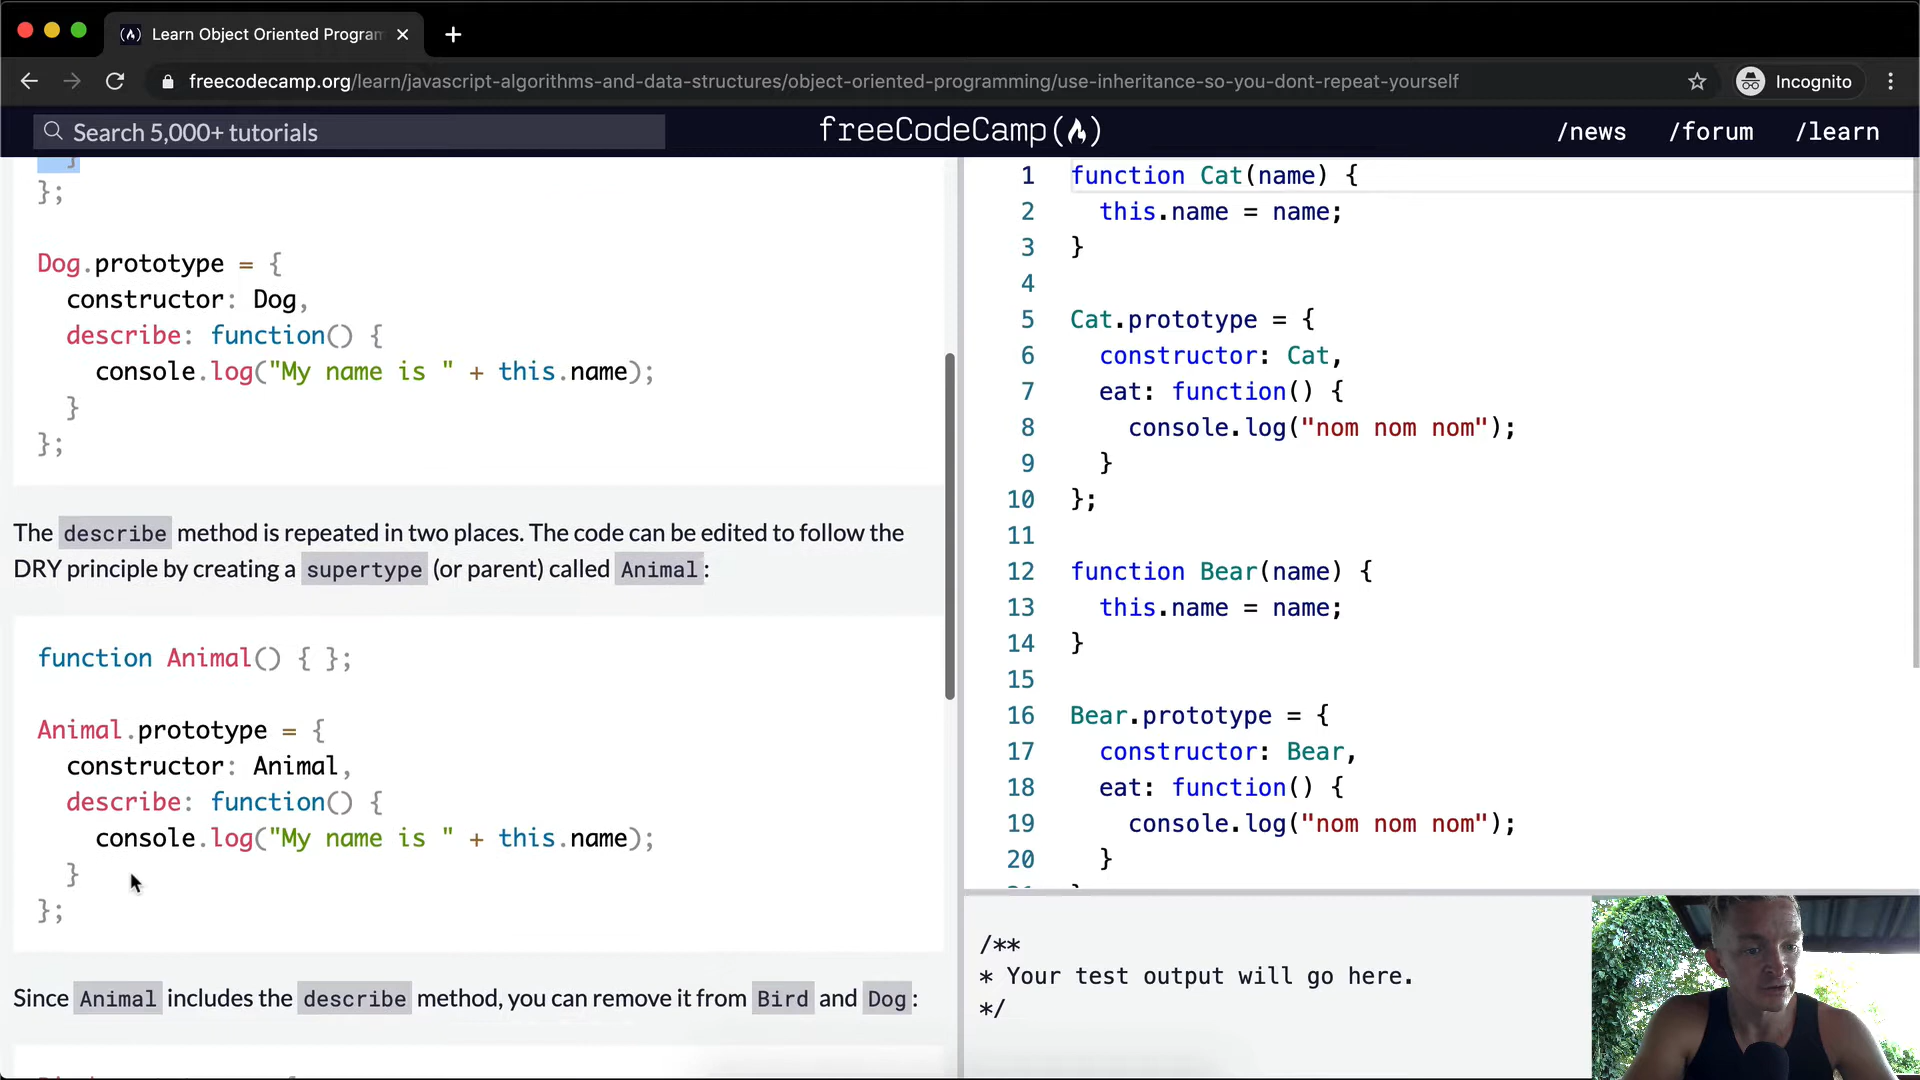 Learn Object Oriented Program
freecodecamp.org/learn/javascript-algorithms-and-data-structures/object-oriented-programming/use-inheritance-so-you-dont-repeat-yourself
Incognito
Search 5,000+ tutorials
freeCodeCamp
/news
/forum
/learn
}
};
Dog.prototype = {
  constructor: Dog,
  describe: function() {
    console.log("My name is " + this.name);
  }
};
The describe method is repeated in two places. The code can be edited to follow the
DRY principle by creating a supertype (or parent) called Animal:
function Animal() { };
Animal.prototype = {
  constructor: Animal,
  describe: function() {
    console.log("My name is " + this.name);
  }
};
Since Animal includes the describe method, you can remove it from Bird and Dog:
1 function Cat(name) {
2   this.name = name;
3 }
4
5 Cat.prototype = {
6   constructor: Cat,
7   eat: function() {
8     console.log("nom nom nom");
9   }
10 };
11
12 function Bear(name) {
13   this.name = name;
14 }
15
16 Bear.prototype = {
17   constructor: Bear,
18   eat: function() {
19     console.log("nom nom nom");
20   }
/**
* Your test output will go here.
*/